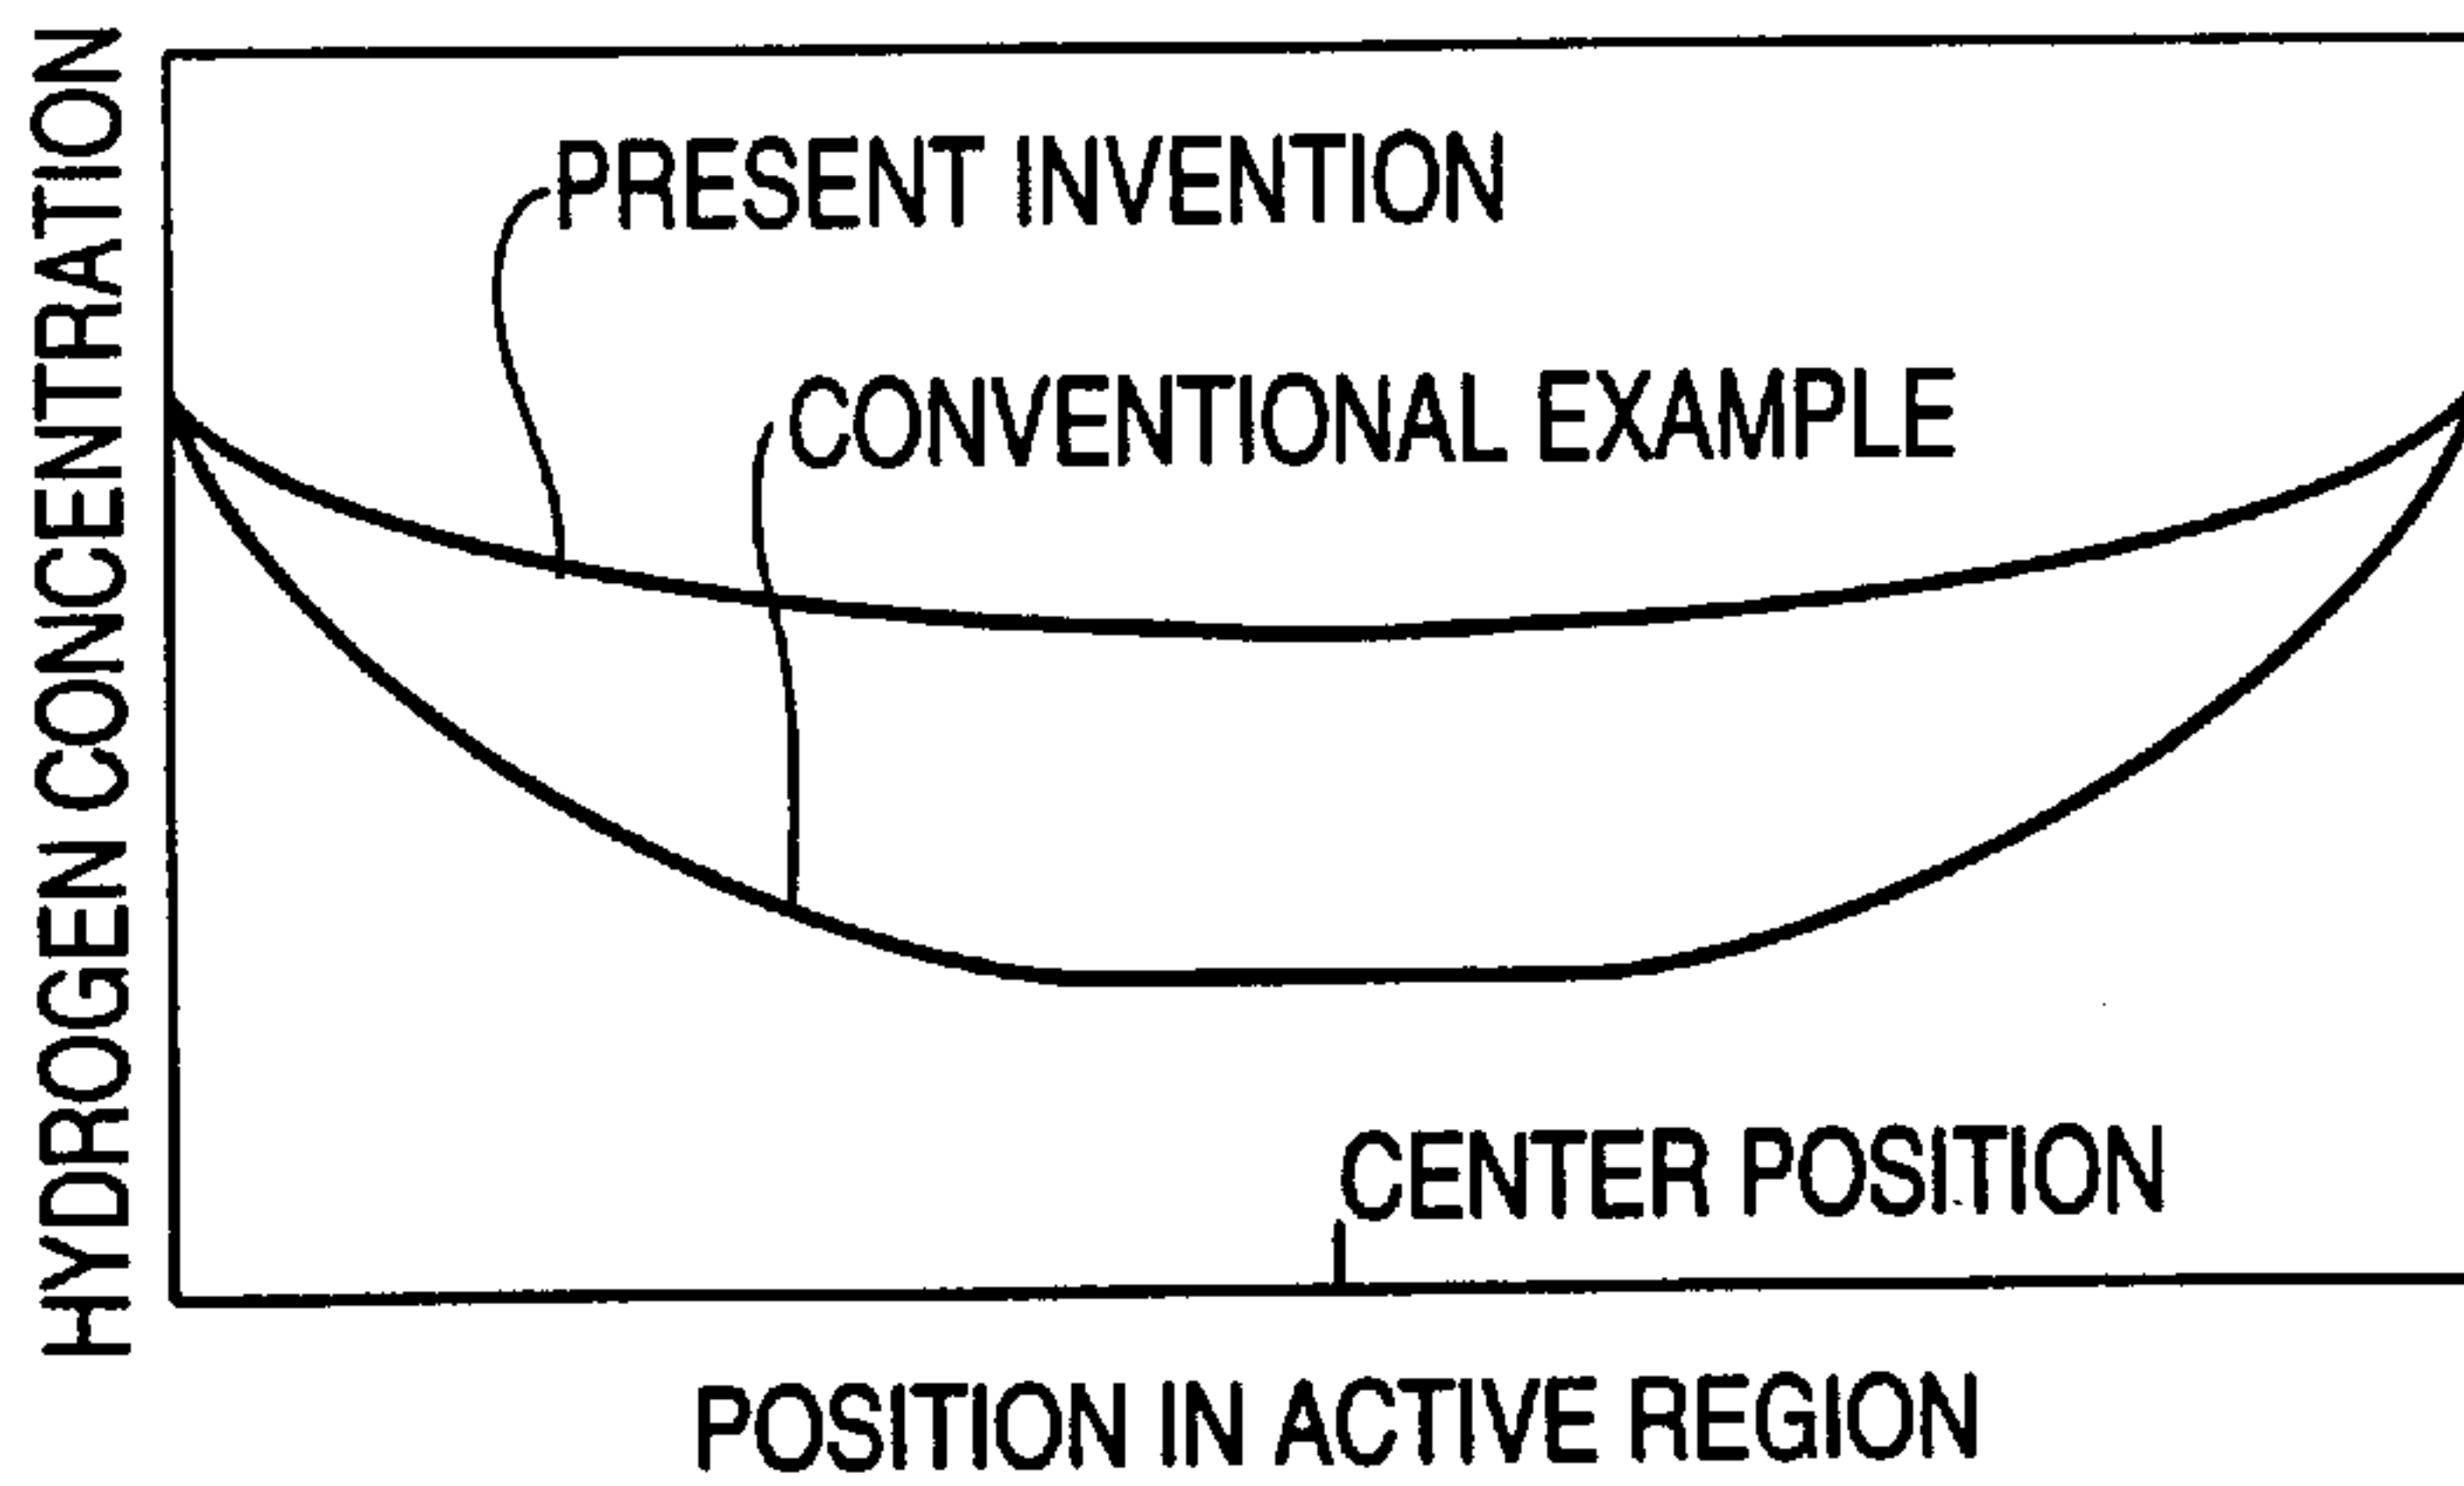 HYDROGEN CONCENTRATION
PRESENT INVENTION
CONVENTIONAL EXAMPLE
CENTER POSITION
POSITION IN ACTIVE REGION